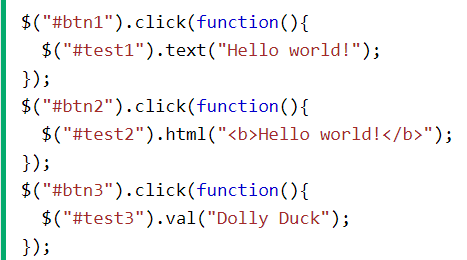 $("#btn1").click(function(){
  $("#test1").text("Hello world!");
});
$("#btn2").click(function(){
  $("#test2").html("<b>Hello world!</b>");
});
$("#btn3").click(function(){
  $("#test3").val("Dolly Duck");
});